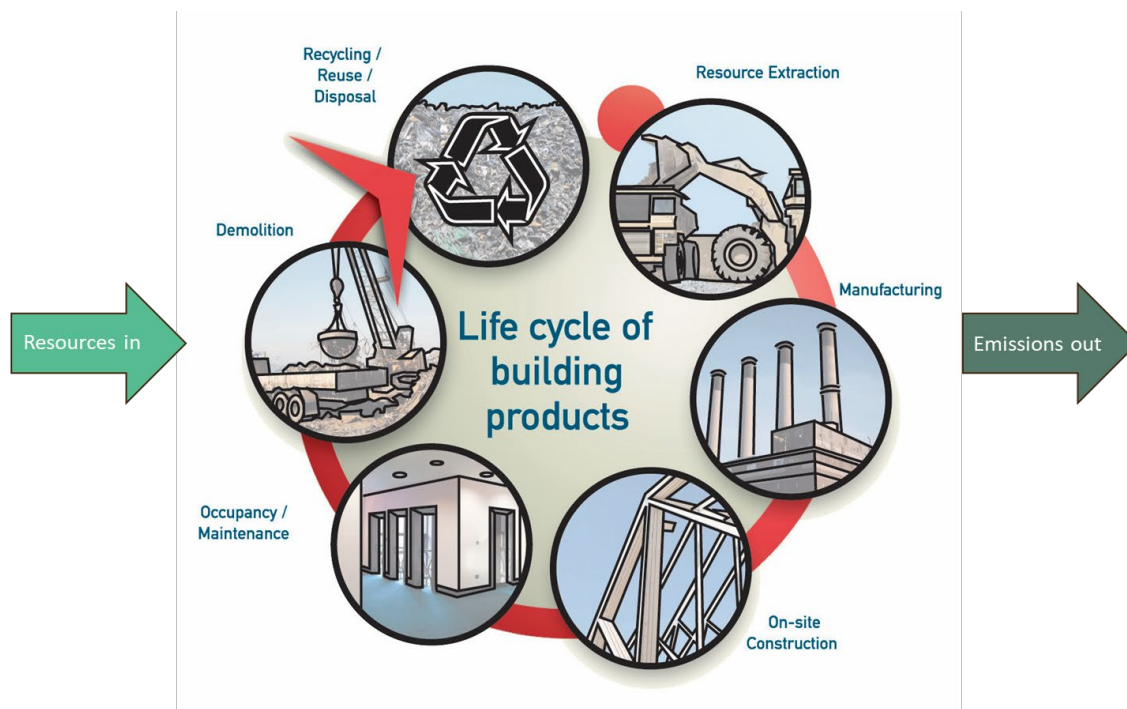 Recycling /
Reuse /
Disposal
Resource Extraction
Demolition
Manufacturing
Resources in
Life cycle of
building
products
Emissions out
Occupancy /
Maintenance
On-site
Construction